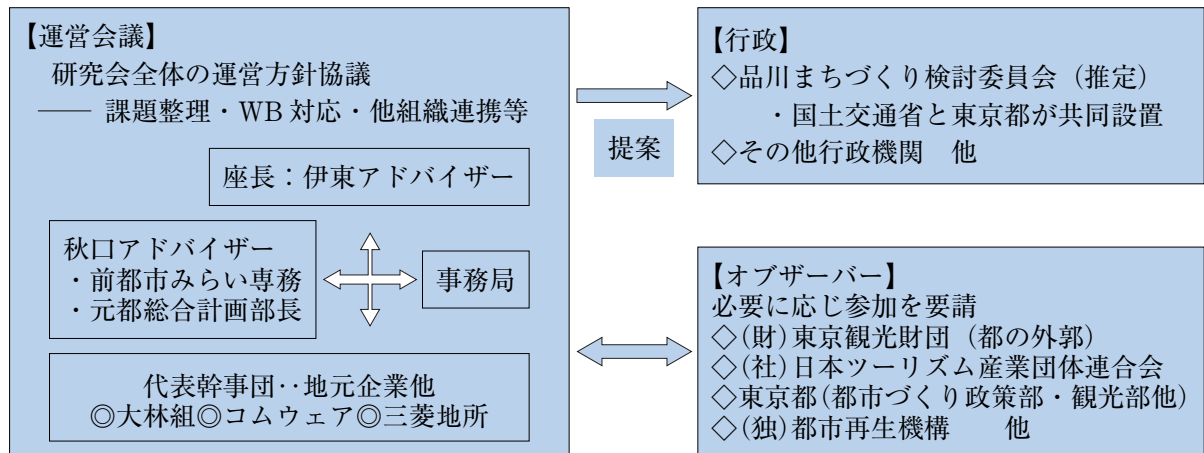 【運営会議】
研究会全体の運営方針協議
── 課題整理・WB対応・他組織連携等
座長：伊東アドバイザー
秋口アドバイザー
・前都市みらい専務
・元都総合計画部長
事務局
代表幹事団‥地元企業他
◎大林組◎コムウェア◎三菱地所
提案
【行政】
◇品川まちづくり検討委員会（推定）
・国土交通省と東京都が共同設置
◇その他行政機関　他
【オブザーバー】
必要に応じ参加を要請
◇(財)東京観光財団（都の外郭）
◇(社)日本ツーリズム産業団体連合会
◇東京都(都市づくり政策部・観光部他)
◇(独)都市再生機構　　他